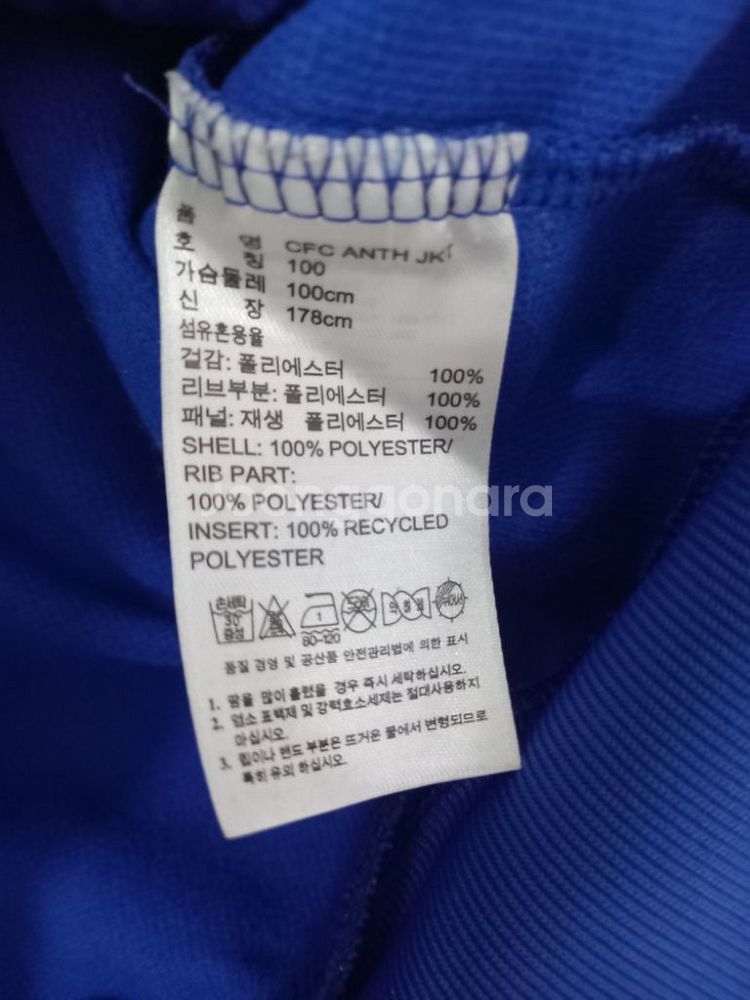 품 명 CFC ANTH JKT
호 칭 100
가슴둘레 100cm
신 장 178cm
섬유혼용율
겉감: 폴리에스터 100%
리브부분: 폴리에스터 100%
패널: 재생 폴리에스터 100%
SHELL: 100% POLYESTER/
RIB PART:
100% POLYESTER/
INSERT: 100% RECYCLED
POLYESTER
Joonggonara
손세탁 30° 중성 1 80~120
품질 경영 및 공산품 안전관리법에 의한 표시
1. 땀을 많이 흘렸을 경우 즉시 세탁하십시오.
2. 염소 표백제 및 강력효소세제는 절대사용하지
마십시오.
3. 립이나 밴드 부분은 뜨거운 물에서 변형되므로
특히 유의 하십시오.